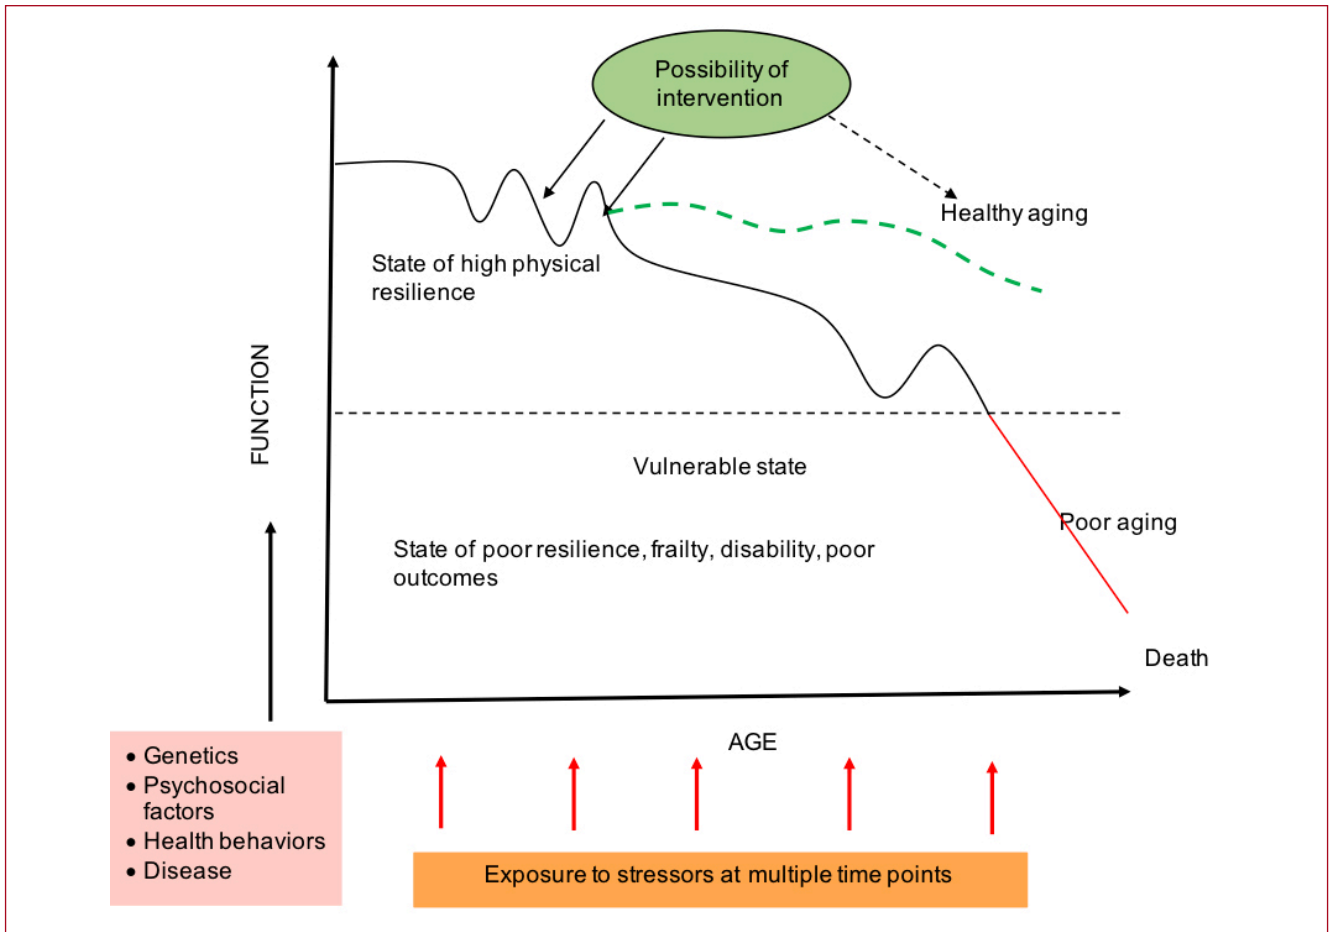 Possibility of
intervention
Healthy aging
State of high physical
resilience
FUNCTION
Vulnerable state
Poor aging
State of poor resilience, frailty, disability, poor
outcomes
Death
AGE
• Genetics
• Psychosocial
factors
• Health behaviors
• Disease
Exposure to stressors at multiple time points